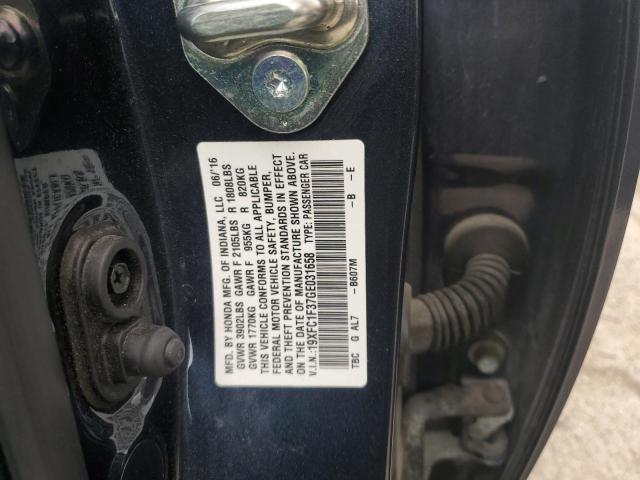 MFD. BY HONDA MFG. OF INDIANA, LLC 06/'16
GVWR 3902LBS GAWR F 2105LBS R 1808LBS
GVWR 1770KG GAWR F 955KG R 820KG
THIS VEHICLE CONFORMS TO ALL APPLICABLE
FEDERAL MOTOR VEHICLE SAFETY, BUMPER,
AND THEFT PREVENTION STANDARDS IN EFFECT
ON THE DATE OF MANUFACTURE SHOWN ABOVE.
V.I.N.:19XFC1F37GE031658 TYPE:PASSENGER CAR
TBC G AL7 -B607M -B -E